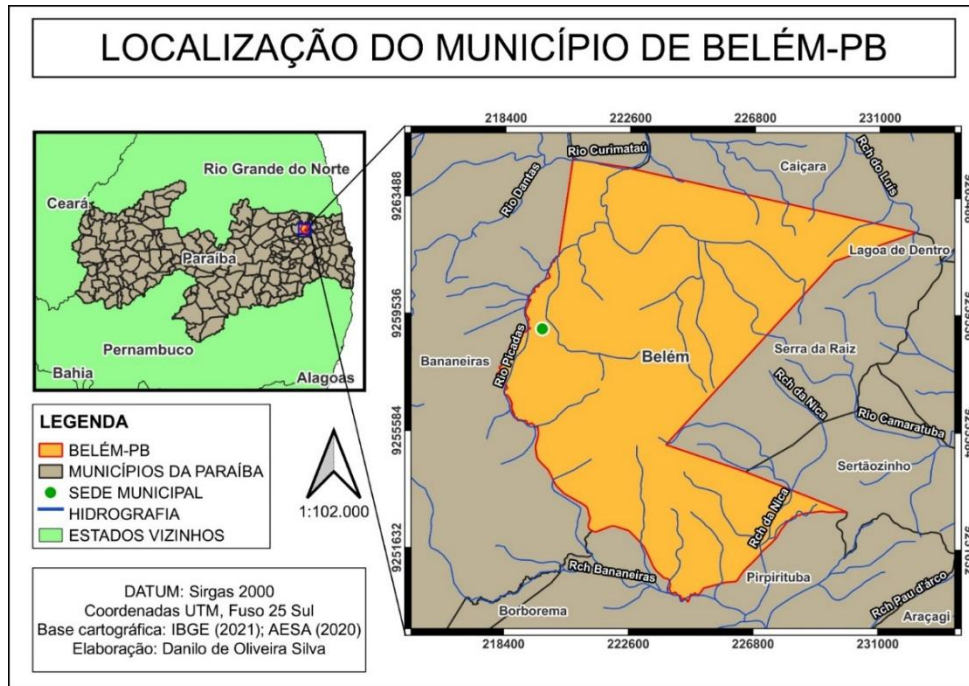 LOCALIZAÇÃO DO MUNICÍPIO DE BELÉM-PB
Rio Grande do Norte
Ceará
Paraíba
Pernambuco
Bahia
Alagoas
LEGENDA
BELÉM-PB
MUNICÍPIOS DA PARAÍBA
SEDE MUNICIPAL
HIDROGRAFIA
ESTADOS VIZINHOS
1:102.000
DATUM: Sirgas 2000
Coordenadas UTM, Fuso 25 Sul
Base cartográfica: IBGE (2021); AESA (2020)
Elaboração: Danilo de Oliveira Silva
218400 222600 226800 231000
9263488
9259536
9255584
9251632
Rio Curimataú
Rio Dantas
Caiçara
Rch do Luís
Lagoa de Dentro
Rio Picadas
Bananeiras
Belém
Serra da Raiz
Rch da Nica
Rio Camaratuba
Sertãozinho
Rch da Nica
Rch Bananeiras
Pirpirituba
Borborema
Rch Pau d'arco
Araçagi
9263488
9259536
9255584
9251632
218400 222600 226800 231000